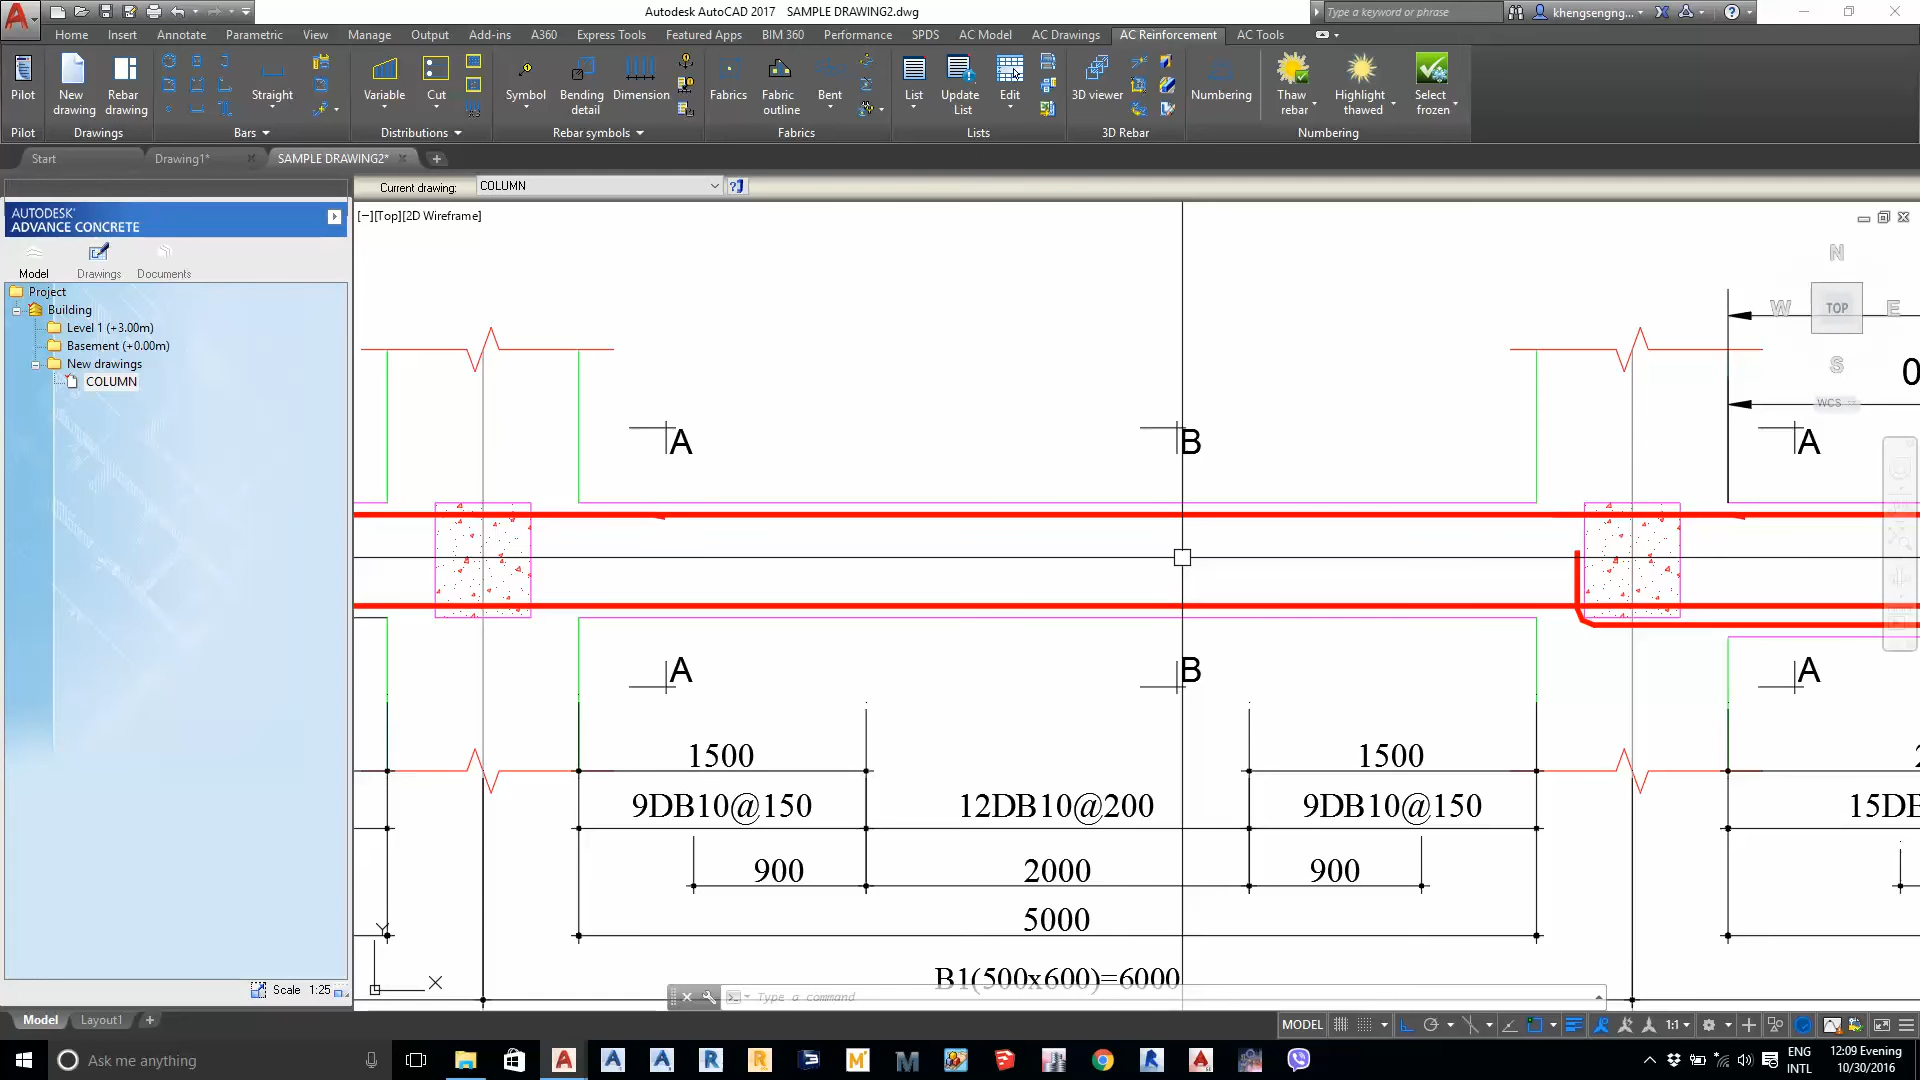 Autodesk AutoCAD 2017 SAMPLE DRAWING2.dwg
Type a keyword or phrase
khengsengng...
Home Insert Annotate Parametric View Manage Output Add-ins A360 Express Tools Featured Apps BIM 360 Performance SPDS AC Model AC Drawings AC Reinforcement AC Tools
Pilot New drawing Rebar drawing Straight Variable Cut Symbol Bending detail Dimension Fabrics Fabric outline Bent List Update List Edit 3D viewer Numbering Thaw rebar Highlight thawed Select frozen
Pilot Drawings Bars Distributions Rebar symbols Fabrics Lists 3D Rebar Numbering
Start Drawing1* SAMPLE DRAWING2*
Current drawing: COLUMN
[−][Top][2D Wireframe]
AUTODESK®
ADVANCE CONCRETE
Model Drawings Documents
Project
Building
Level 1 (+3.00m)
Basement (+0.00m)
New drawings
COLUMN
N
W TOP E
S
0
WCS
A B A
A B A
1500 1500
9DB10@150 12DB10@200 9DB10@150 15DB
900 2000 900
5000
B1(500x600)=6000
Y
X
Scale 1:25
Type a command
Model Layout1
MODEL 1:1
Ask me anything
ENG
INTL
12:09 Evening
10/30/2016